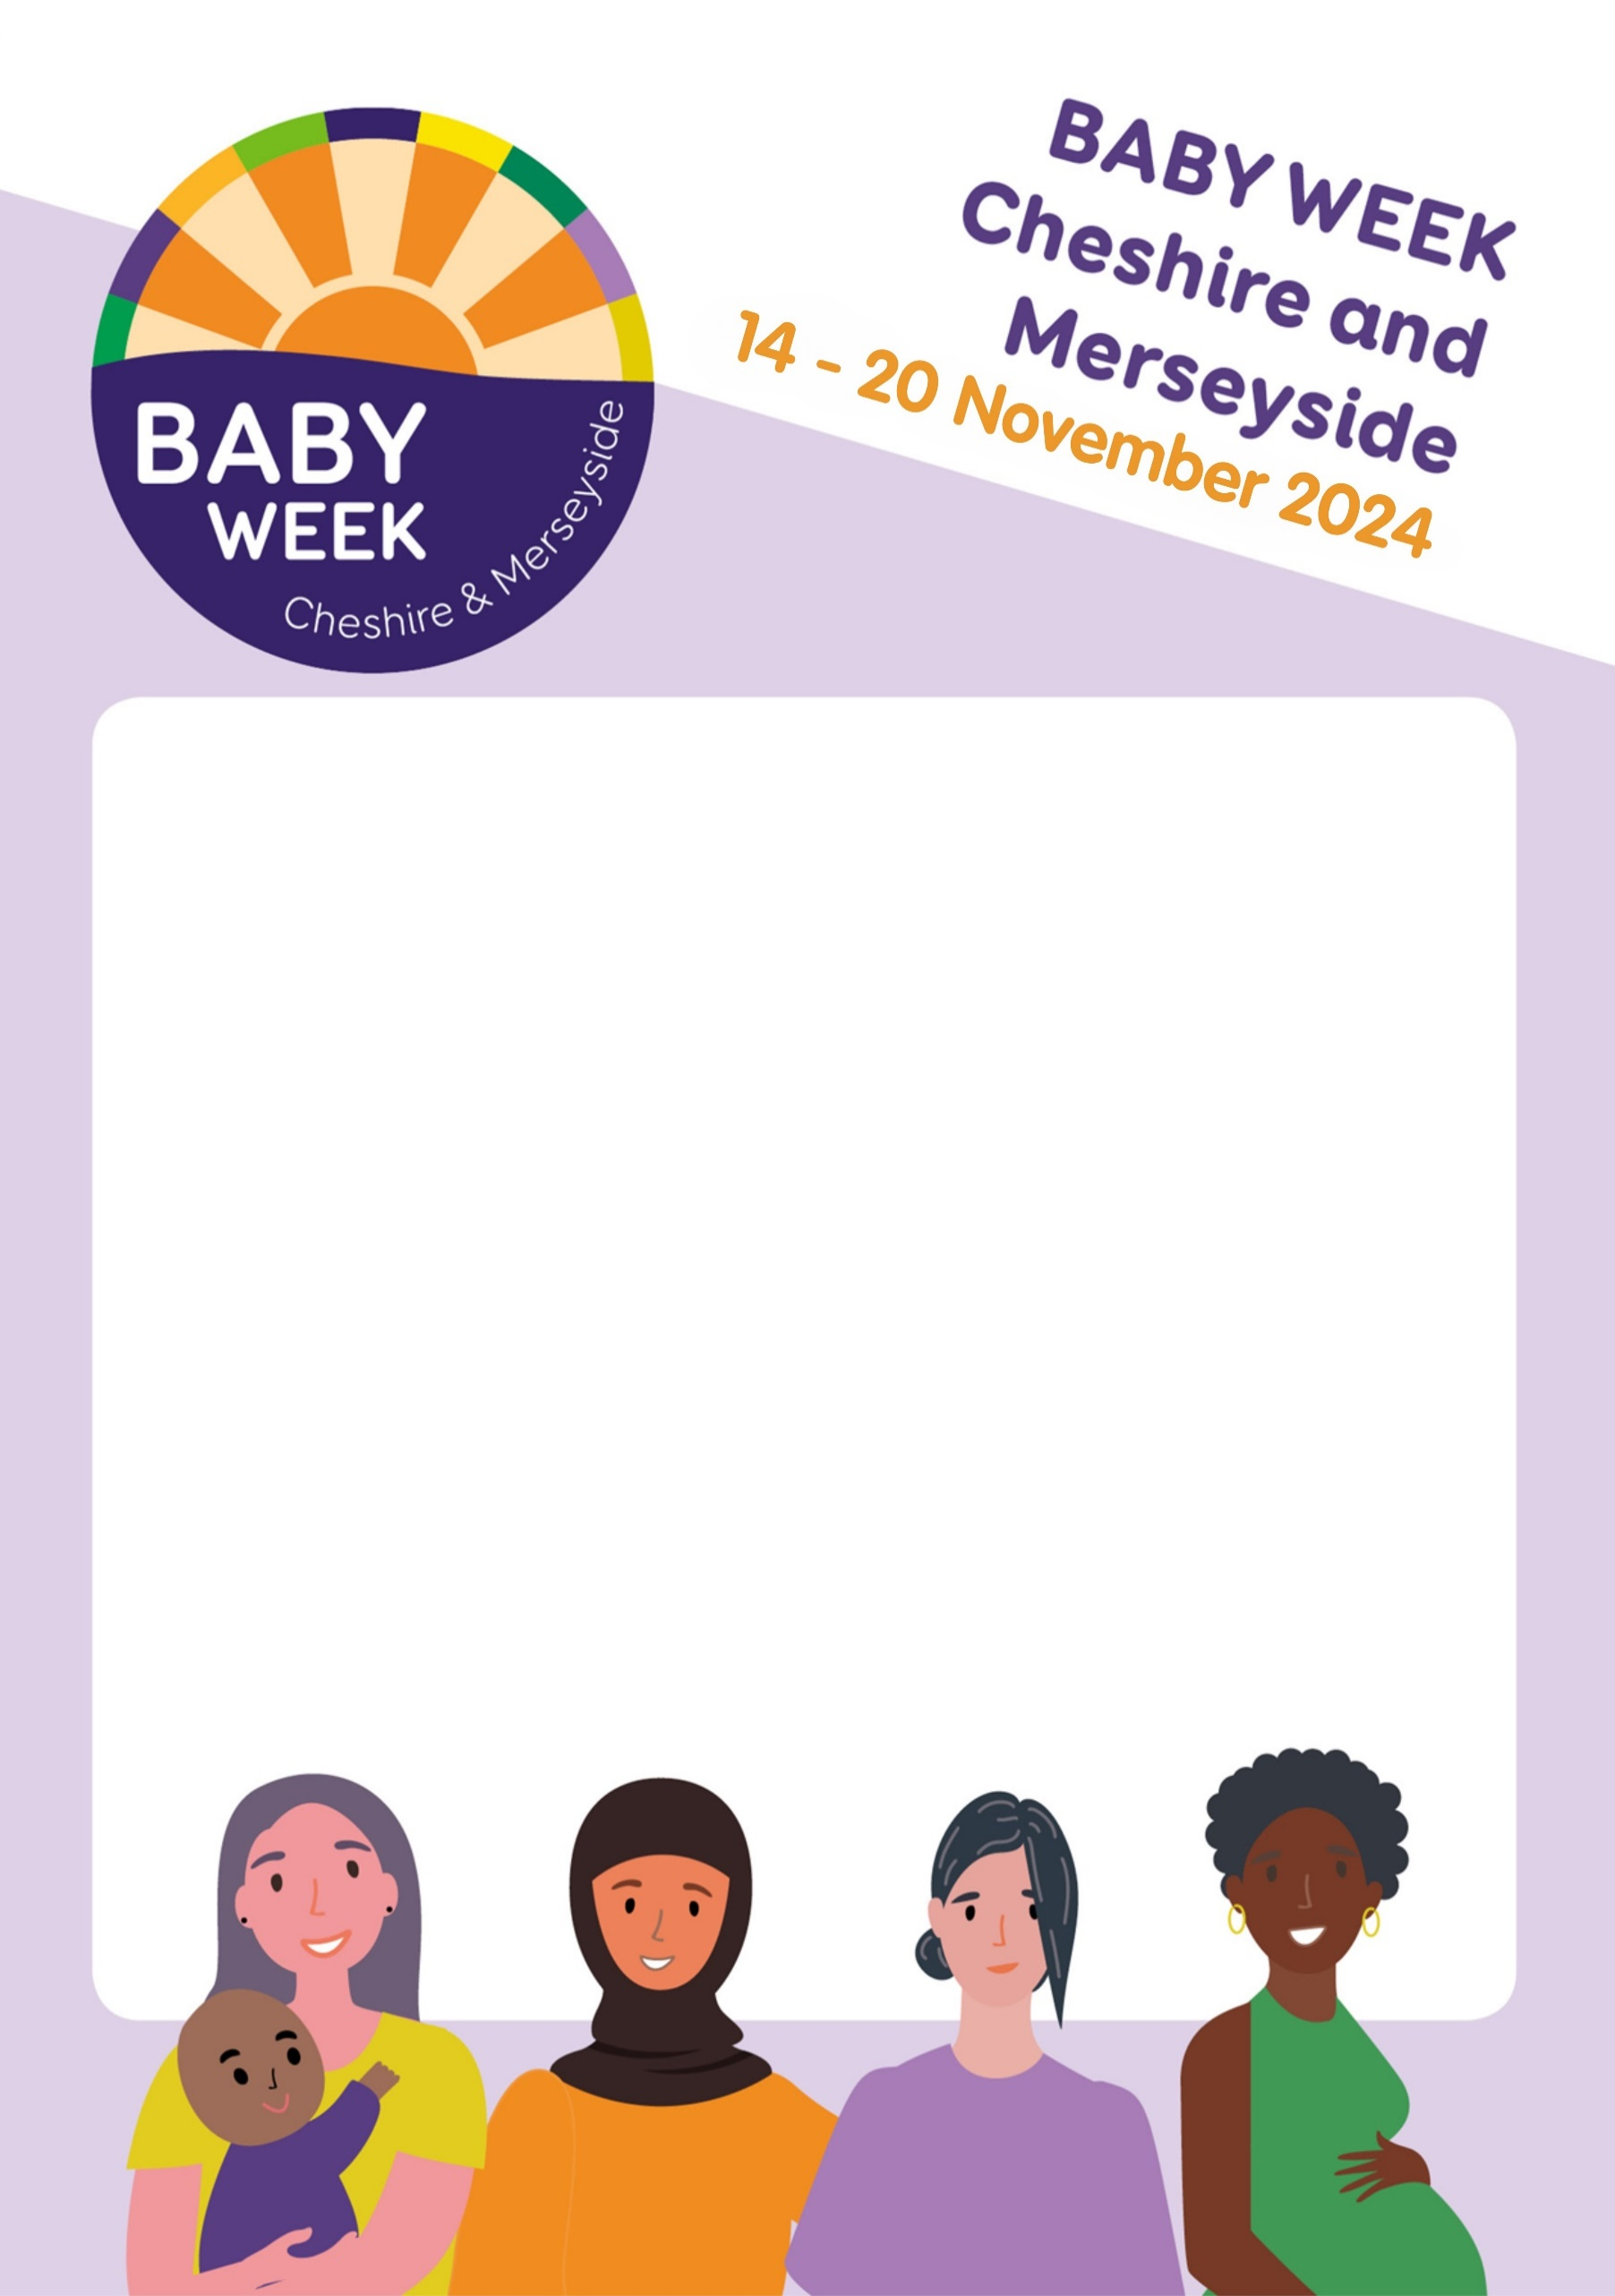 BABY
WEEK
Cheshire & Merseyside
BABY WEEK
Cheshire and
Merseyside
14 - 20 November 2024